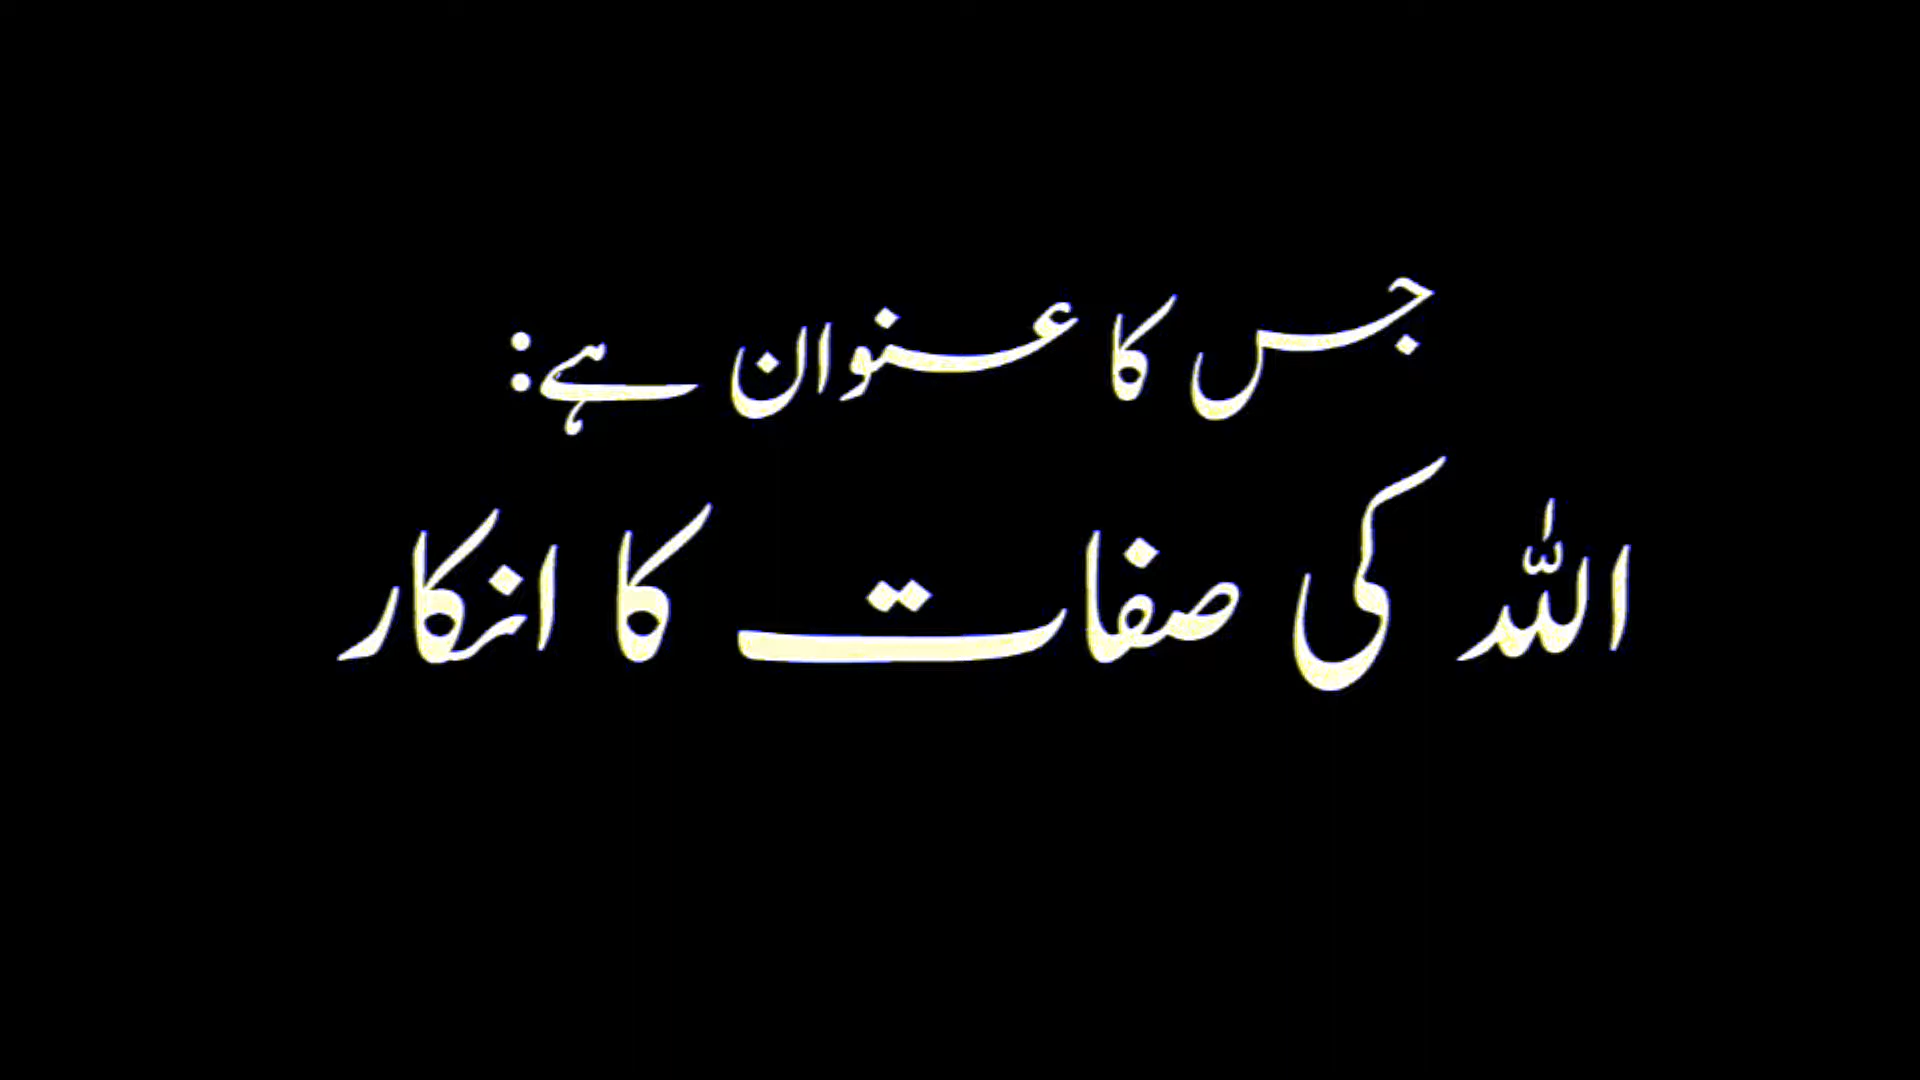 جس کا عنوان ہے:
اللہ کی صفات کا انکار